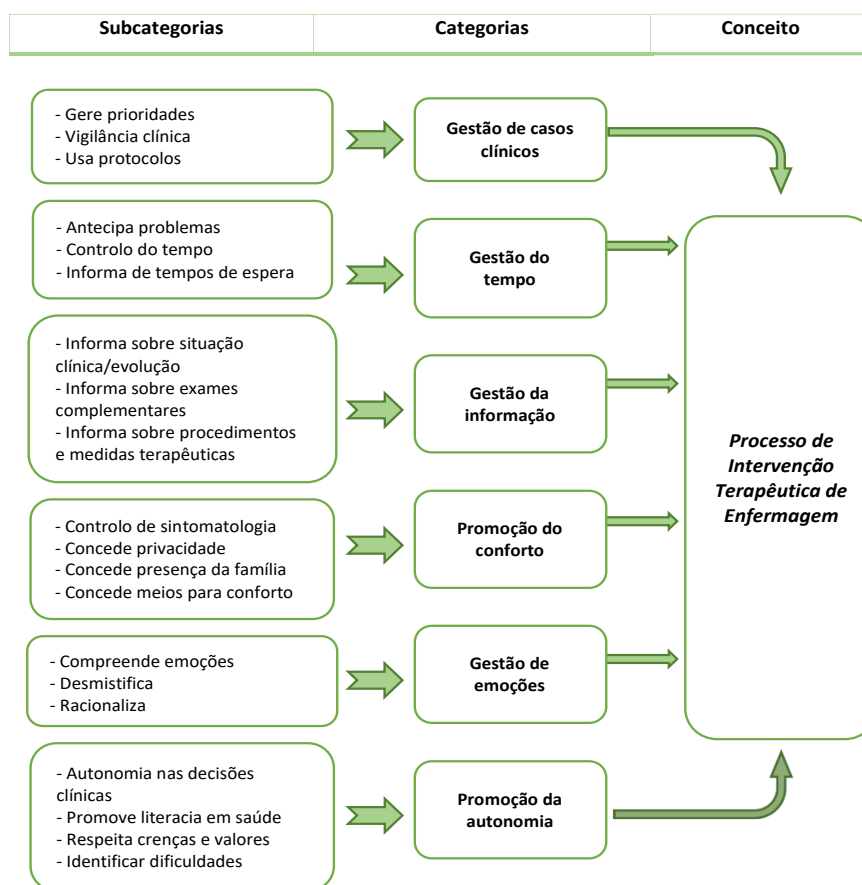 Subcategorias
Categorias
Conceito
- Gere prioridades
- Vigilância clínica
- Usa protocolos
Gestão de casos
clínicos
- Antecipa problemas
- Controlo do tempo
- Informa de tempos de espera
Gestão do
tempo
- Informa sobre situação
clínica/evolução
- Informa sobre exames
complementares
- Informa sobre procedimentos
e medidas terapêuticas
Gestão da
informação
- Controlo de sintomatologia
- Concede privacidade
- Concede presença da família
- Concede meios para conforto
Promoção do
conforto
- Compreende emoções
- Desmistifica
- Racionaliza
Gestão de
emoções
- Autonomia nas decisões
clínicas
- Promove literacia em saúde
- Respeita crenças e valores
- Identificar dificuldades
Promoção da
autonomia
Processo de
Intervenção
Terapêutica de
Enfermagem